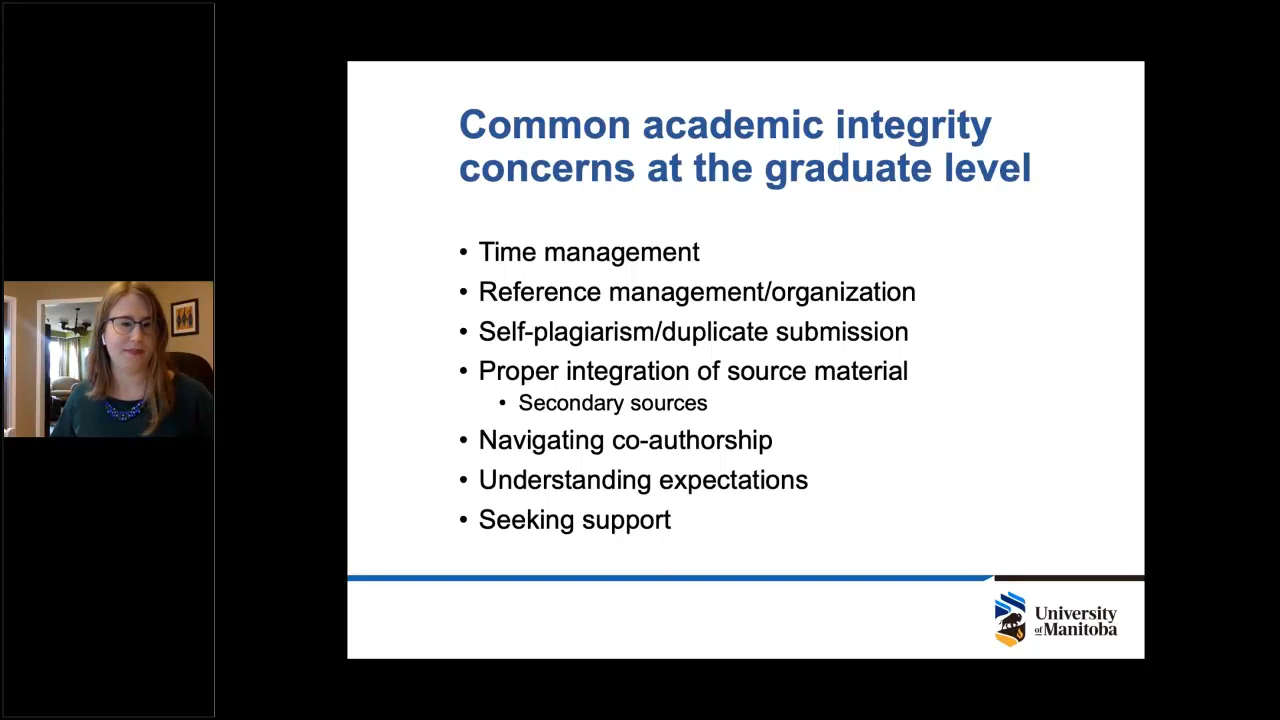 Common academic integrity
concerns at the graduate level
• Time management
• Reference management/organization
• Self-plagiarism/duplicate submission
• Proper integration of source material
• Secondary sources
• Navigating co-authorship
• Understanding expectations
• Seeking support
University
of Manitoba